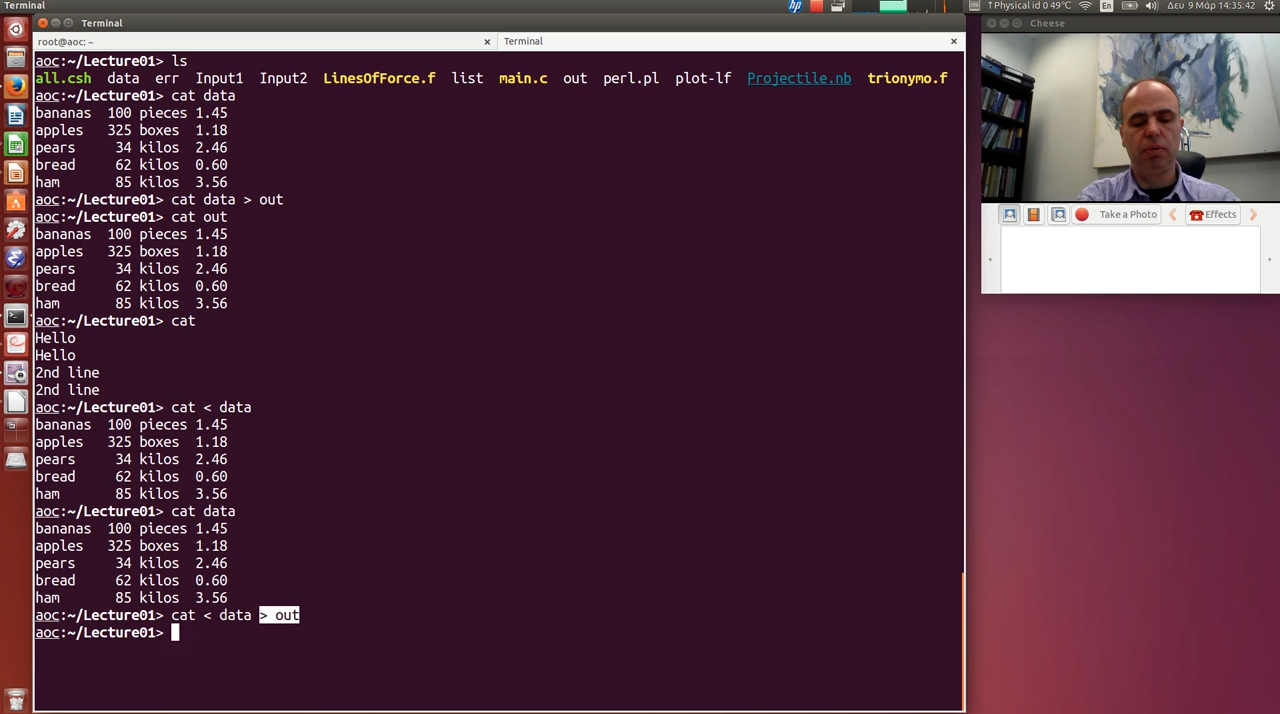 Terminal
↑Physical id 0 49°C En Δευ 9 Μάρ 14:35:42
Terminal
Cheese
root@aoc: ~ × Terminal ×
aoc:~/Lecture01> ls
all.csh data err Input1 Input2 LinesOfForce.f list main.c out perl.pl plot-lf Projectile.nb trionymo.f
aoc:~/Lecture01> cat data
bananas 100 pieces 1.45
apples 325 boxes 1.18
pears 34 kilos 2.46
bread 62 kilos 0.60
ham 85 kilos 3.56
aoc:~/Lecture01> cat data > out
aoc:~/Lecture01> cat out
bananas 100 pieces 1.45
apples 325 boxes 1.18
pears 34 kilos 2.46
bread 62 kilos 0.60
ham 85 kilos 3.56
aoc:~/Lecture01> cat
Hello
Hello
2nd line
2nd line
aoc:~/Lecture01> cat < data
bananas 100 pieces 1.45
apples 325 boxes 1.18
pears 34 kilos 2.46
bread 62 kilos 0.60
ham 85 kilos 3.56
aoc:~/Lecture01> cat data
bananas 100 pieces 1.45
apples 325 boxes 1.18
pears 34 kilos 2.46
bread 62 kilos 0.60
ham 85 kilos 3.56
aoc:~/Lecture01> cat < data > out
aoc:~/Lecture01>
Take a Photo
Effects